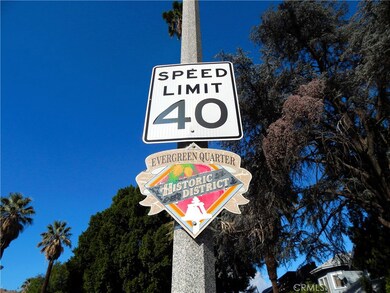 SPEED
LIMIT
40
EVERGREEN QUARTER
HISTORIC
DISTRICT
CRMLS